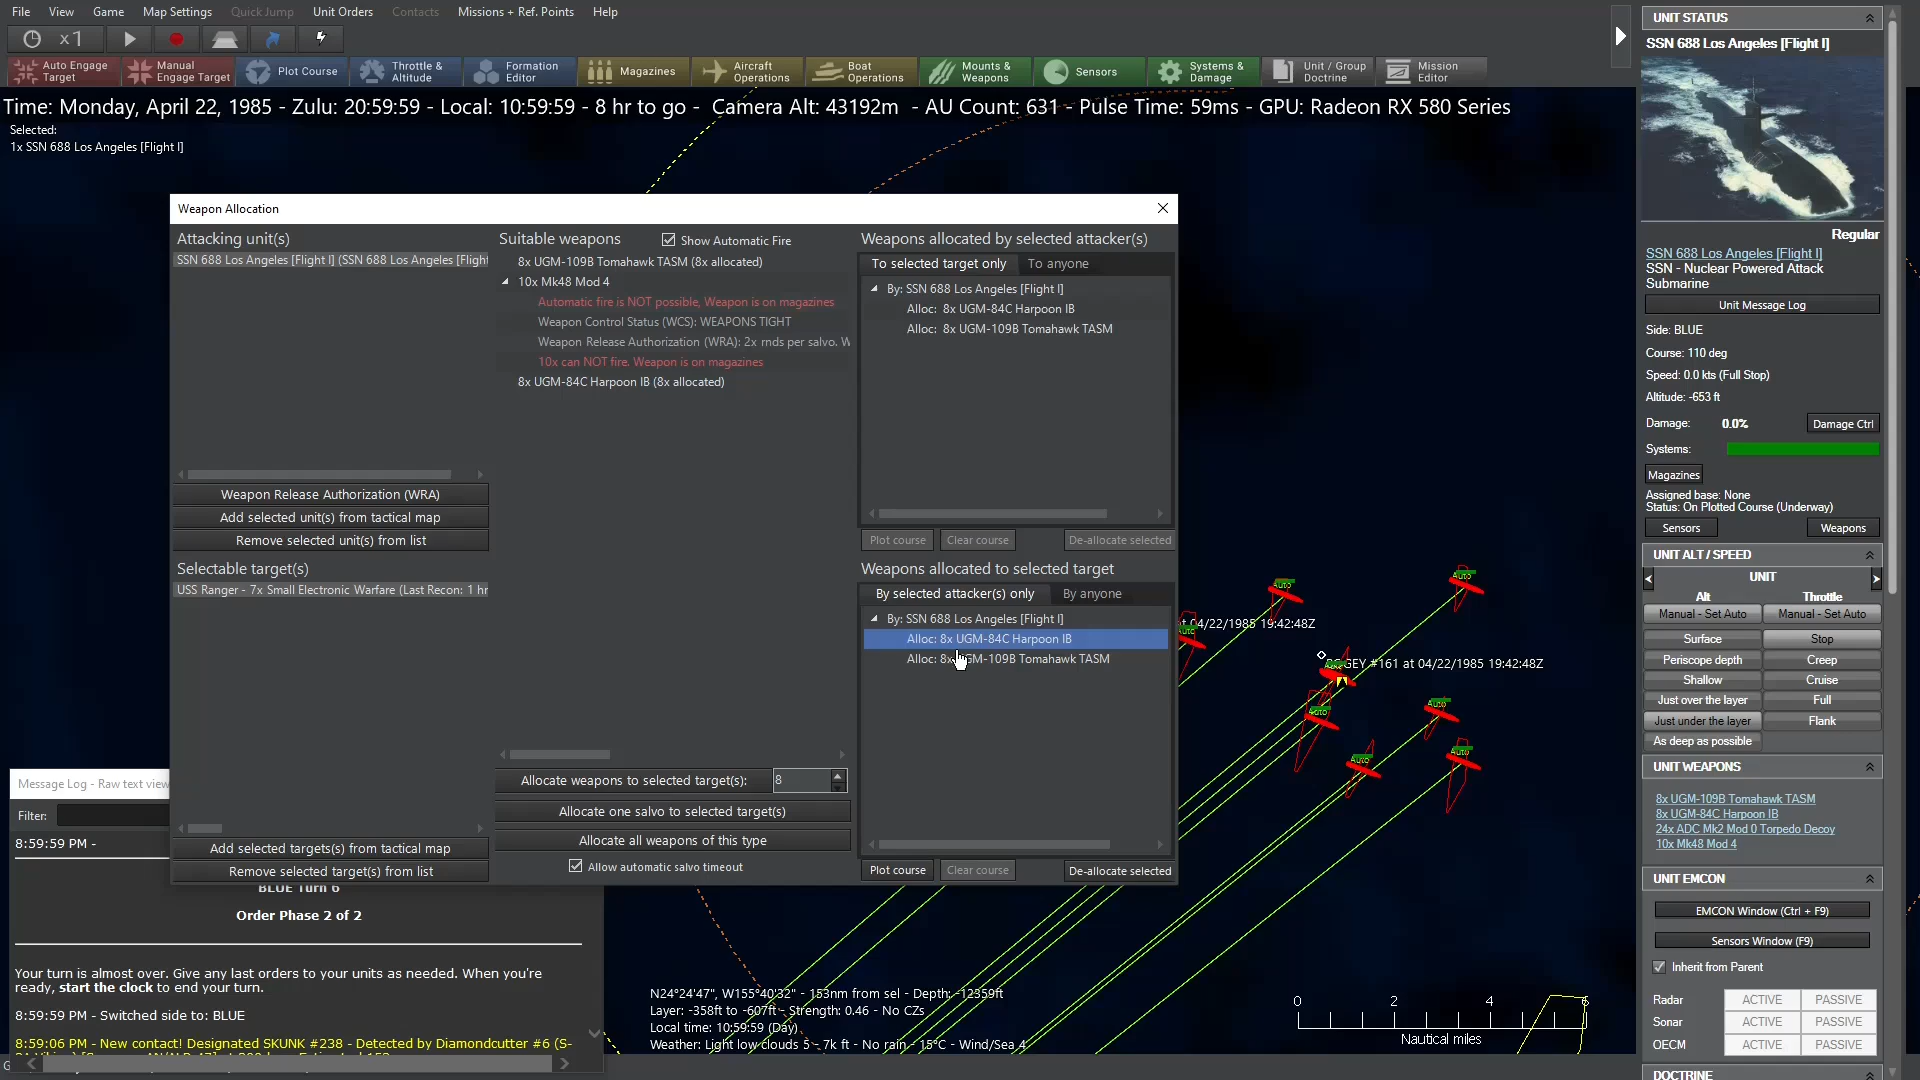 File View Game Map Settings Quick Jump Unit Orders Contacts Missions + Ref. Points Help
x1
Auto Engage Target
Manual Engage Target
Plot Course
Throttle & Altitude
Formation Editor
Magazines
Aircraft Operations
Boat Operations
Mounts & Weapons
Sensors
Systems & Damage
Unit / Group Doctrine
Mission Editor
Time: Monday, April 22, 1985 - Zulu: 20:59:59 - Local: 10:59:59 - 8 hr to go - Camera Alt: 43192m - AU Count: 631 - Pulse Time: 59ms - GPU: Radeon RX 580 Series
Selected:
1x SSN 688 Los Angeles [Flight I]
Weapon Allocation
Attacking unit(s)
SSN 688 Los Angeles [Flight I] (SSN 688 Los Angeles [Flight
Weapon Release Authorization (WRA)
Add selected unit(s) from tactical map
Remove selected unit(s) from list
Selectable target(s)
USS Ranger - 7x Small Electronic Warfare (Last Recon: 1 hr
Add selected targets(s) from tactical map
Remove selected target(s) from list
Suitable weapons
Show Automatic Fire
8x UGM-109B Tomahawk TASM (8x allocated)
10x Mk48 Mod 4
Automatic fire is NOT possible, Weapon is on magazines
Weapon Control Status (WCS): WEAPONS TIGHT
Weapon Release Authorization (WRA): 2x rnds per salvo. W
10x can NOT fire. Weapon is on magazines
8x UGM-84C Harpoon IB (8x allocated)
Allocate weapons to selected target(s): 8
Allocate one salvo to selected target(s)
Allocate all weapons of this type
Allow automatic salvo timeout
Weapons allocated by selected attacker(s)
To selected target only To anyone
By: SSN 688 Los Angeles [Flight I]
Alloc: 8x UGM-84C Harpoon IB
Alloc: 8x UGM-109B Tomahawk TASM
Plot course Clear course De-allocate selected
Weapons allocated to selected target
By selected attacker(s) only By anyone
By: SSN 688 Los Angeles [Flight I]
Alloc: 8x UGM-84C Harpoon IB
Alloc: 8x UGM-109B Tomahawk TASM
Plot course Clear course De-allocate selected
Auto
Auto
at 04/22/1985 19:42:48Z
Auto
GEY #161 at 04/22/1985 19:42:48Z
Auto
Auto
Auto
Auto
Message Log - Raw text view
Filter:
8:59:59 PM -
BLUE Turn 6
Order Phase 2 of 2
Your turn is almost over. Give any last orders to your units as needed. When you're
ready, start the clock to end your turn.
8:59:59 PM - Switched side to: BLUE
8:59:06 PM - New contact! Designated SKUNK #238 - Detected by Diamondcutter #6 (S-
N24°24'47", W155°40'32" - 153nm from sel - Depth: -12359ft
Layer: -358ft to -607ft - Strength: 0.46 - No CZs
Local time: 10:59:59 (Day)
Weather: Light low clouds 5 - 7k ft - No rain - 15°C - Wind/Sea 4
0 2 4 6
Nautical miles
UNIT STATUS
SSN 688 Los Angeles [Flight I]
Regular
SSN 688 Los Angeles [Flight I]
SSN - Nuclear Powered Attack
Submarine
Unit Message Log
Side: BLUE
Course: 110 deg
Speed: 0.0 kts (Full Stop)
Altitude: -653 ft
Damage: 0.0% Damage Ctrl
Systems:
Magazines
Assigned base: None
Status: On Plotted Course (Underway)
Sensors Weapons
UNIT ALT / SPEED
UNIT
Alt Throttle
Manual - Set Auto Manual - Set Auto
Surface Stop
Periscope depth Creep
Shallow Cruise
Just over the layer Full
Just under the layer Flank
As deep as possible
UNIT WEAPONS
8x UGM-109B Tomahawk TASM
8x UGM-84C Harpoon IB
24x ADC Mk2 Mod 0 Torpedo Decoy
10x Mk48 Mod 4
UNIT EMCON
EMCON Window (Ctrl + F9)
Sensors Window (F9)
Inherit from Parent
Radar ACTIVE PASSIVE
Sonar ACTIVE PASSIVE
OECM ACTIVE PASSIVE
DOCTRINE